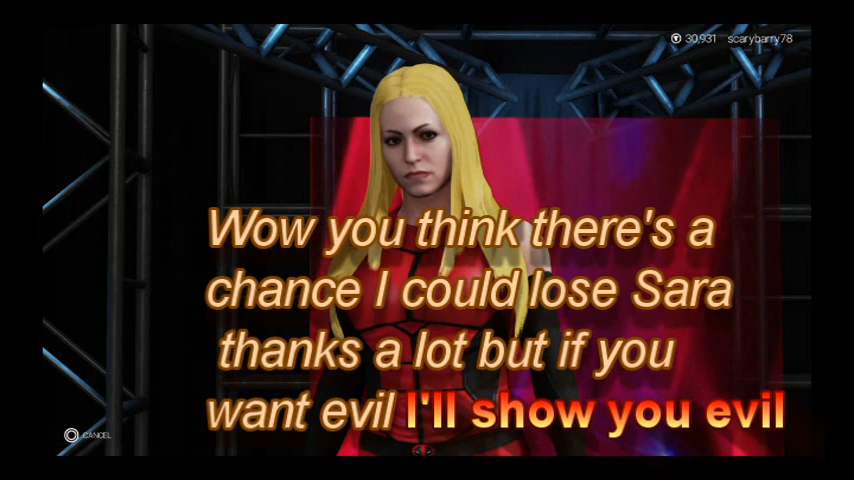 30,931 scarybarry78
Wow you think there's a
chance I could lose Sara
thanks a lot but if you
want evil I'll show you evil
CANCEL